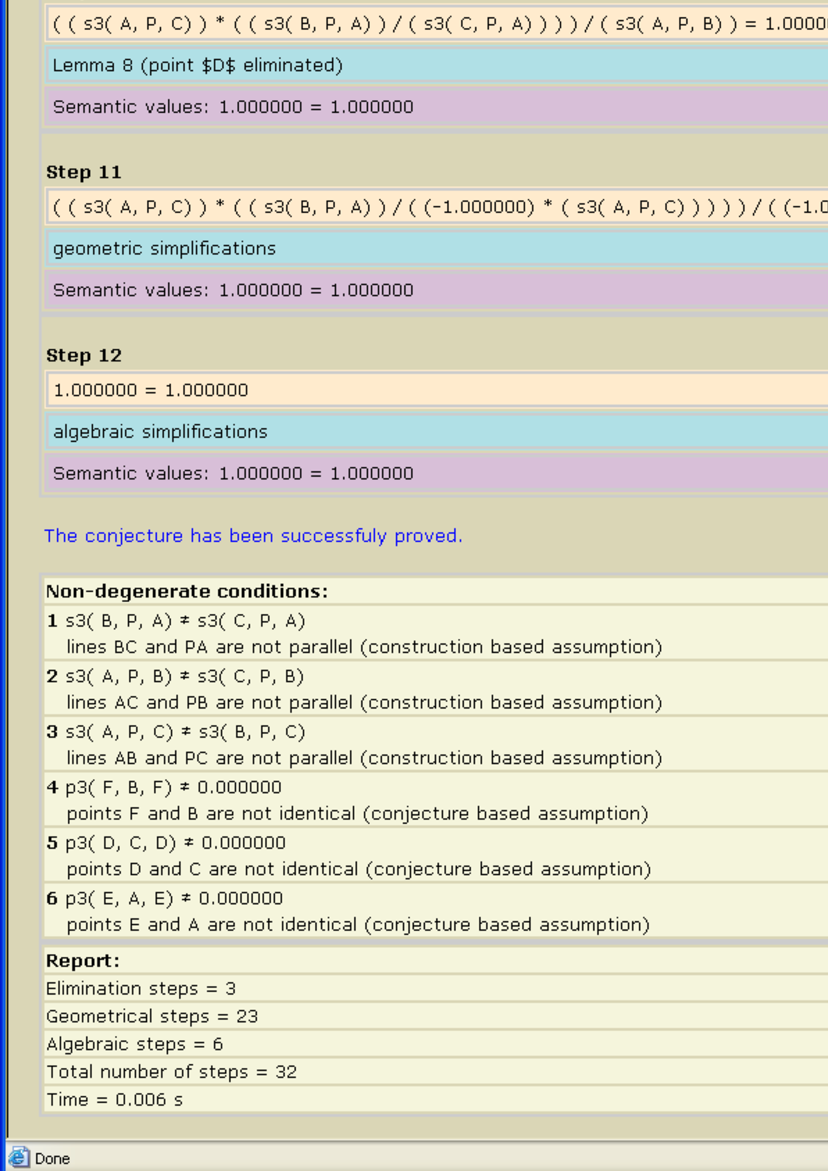 ( ( s3( A, P, C) ) * ( ( s3( B, P, A) ) / ( s3( C, P, A) ) ) ) / ( s3( A, P, B) ) = 1.0000
Lemma 8 (point $D$ eliminated)
Semantic values: 1.000000 = 1.000000
Step 11
( ( s3( A, P, C) ) * ( ( s3( B, P, A) ) / ( (-1.000000) * ( s3( A, P, C) ) ) ) ) / ( (-1.0
geometric simplifications
Semantic values: 1.000000 = 1.000000
Step 12
1.000000 = 1.000000
algebraic simplifications
Semantic values: 1.000000 = 1.000000
The conjecture has been successfuly proved.
Non-degenerate conditions:
1 s3( B, P, A) ≠ s3( C, P, A)
lines BC and PA are not parallel (construction based assumption)
2 s3( A, P, B) ≠ s3( C, P, B)
lines AC and PB are not parallel (construction based assumption)
3 s3( A, P, C) ≠ s3( B, P, C)
lines AB and PC are not parallel (construction based assumption)
4 p3( F, B, F) ≠ 0.000000
points F and B are not identical (conjecture based assumption)
5 p3( D, C, D) ≠ 0.000000
points D and C are not identical (conjecture based assumption)
6 p3( E, A, E) ≠ 0.000000
points E and A are not identical (conjecture based assumption)
Report:
Elimination steps = 3
Geometrical steps = 23
Algebraic steps = 6
Total number of steps = 32
Time = 0.006 s
Done